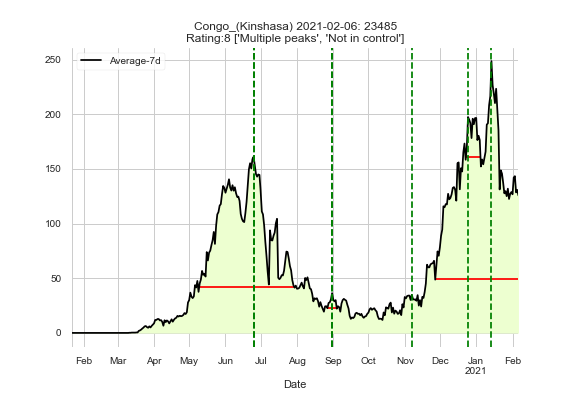 Congo_(Kinshasa) 2021-02-06: 23485
Rating:8 ['Multiple peaks', 'Not in control']
Average-7d
250
200
150
100
50
0
Feb Mar Apr May Jun Jul Aug Sep Oct Nov Dec Jan Feb
2021
Date